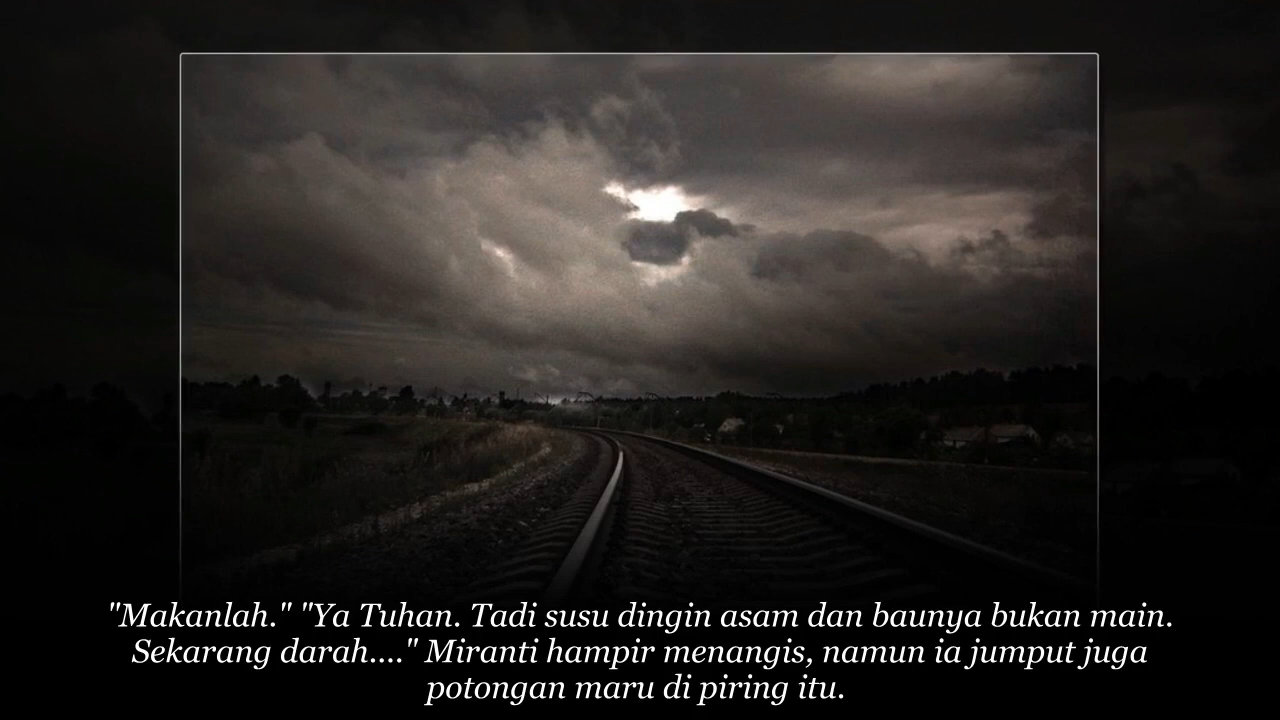 "Makanlah." "Ya Tuhan. Tadi susu dingin asam dan baunya bukan main.
Sekarang darah...." Miranti hampir menangis, namun ia jumput juga
potongan maru di piring itu.